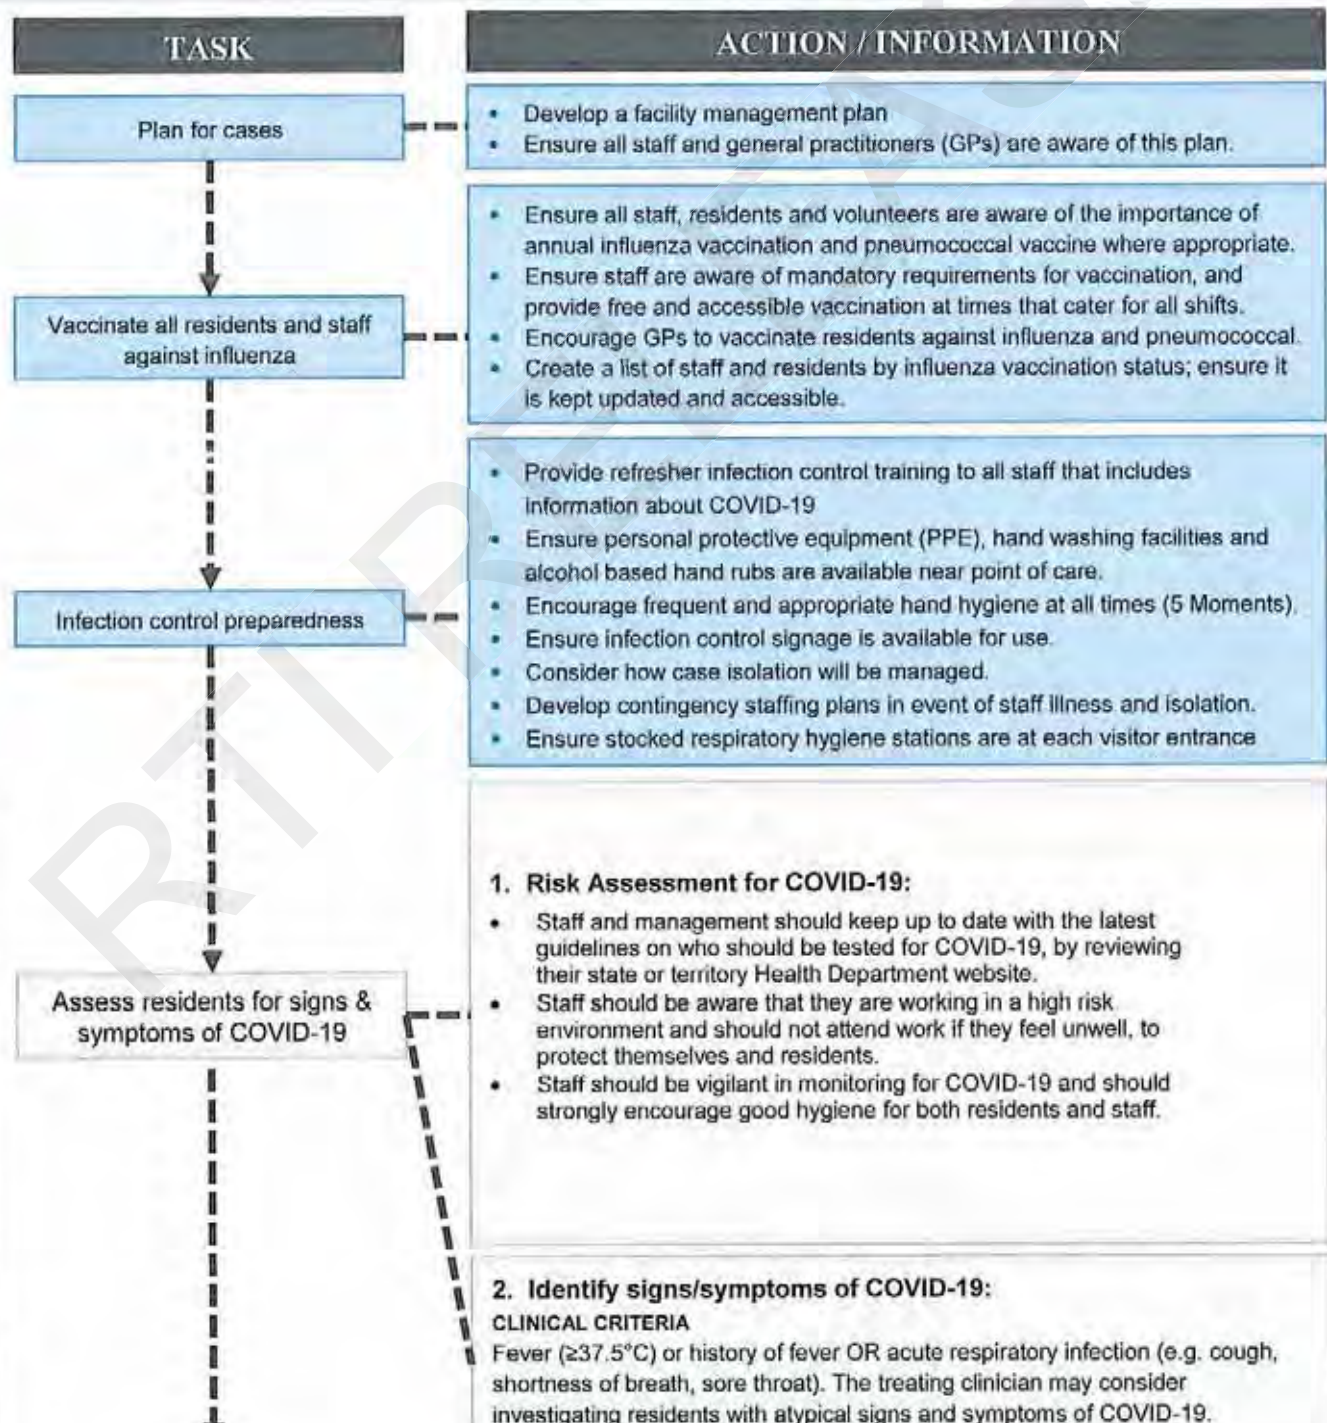 TASK
ACTION / INFORMATION
Plan for cases
• Develop a facility management plan
• Ensure all staff and general practitioners (GPs) are aware of this plan.
Vaccinate all residents and staff
against influenza
• Ensure all staff, residents and volunteers are aware of the importance of
annual influenza vaccination and pneumococcal vaccine where appropriate.
• Ensure staff are aware of mandatory requirements for vaccination, and
provide free and accessible vaccination at times that cater for all shifts.
• Encourage GPs to vaccinate residents against influenza and pneumococcal.
• Create a list of staff and residents by influenza vaccination status; ensure it
is kept updated and accessible.
Infection control preparedness
• Provide refresher infection control training to all staff that includes
information about COVID-19
• Ensure personal protective equipment (PPE), hand washing facilities and
alcohol based hand rubs are available near point of care.
• Encourage frequent and appropriate hand hygiene at all times (5 Moments).
• Ensure infection control signage is available for use.
• Consider how case isolation will be managed.
• Develop contingency staffing plans in event of staff illness and isolation.
• Ensure stocked respiratory hygiene stations are at each visitor entrance
Assess residents for signs &
symptoms of COVID-19
1. Risk Assessment for COVID-19:
• Staff and management should keep up to date with the latest
guidelines on who should be tested for COVID-19, by reviewing
their state or territory Health Department website.
• Staff should be aware that they are working in a high risk
environment and should not attend work if they feel unwell, to
protect themselves and residents.
• Staff should be vigilant in monitoring for COVID-19 and should
strongly encourage good hygiene for both residents and staff.
2. Identify signs/symptoms of COVID-19:
CLINICAL CRITERIA
Fever (≥37.5°C) or history of fever OR acute respiratory infection (e.g. cough,
shortness of breath, sore throat). The treating clinician may consider
investigating residents with atypical signs and symptoms of COVID-19.
RTI